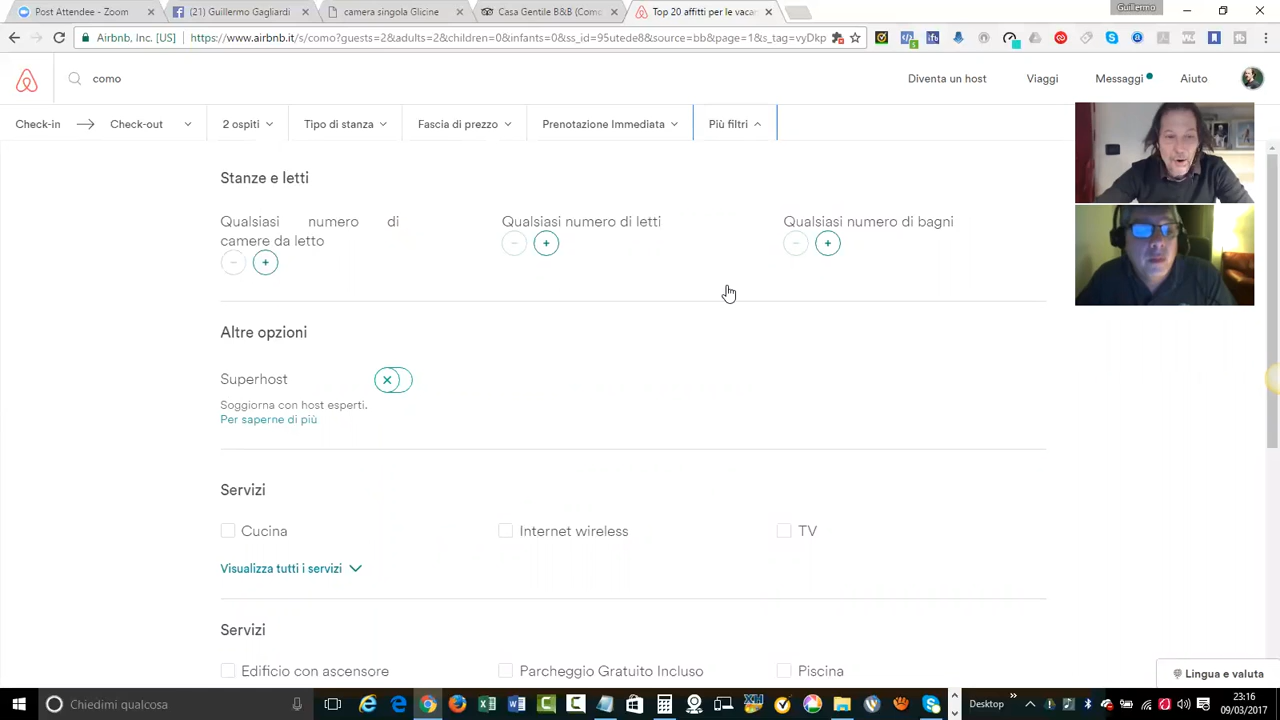 Post Attendee - Zoom
(21) Guillermo Gagliardi
camera singola Glicine
Casa Gentile B&B (Como
Top 20 affitti per le vacan
Guillermo
Airbnb, Inc. [US]
https://www.airbnb.it/s/como?guests=2&adults=2&children=0&infants=0&ss_id=95utede8&source=bb&page=1&s_tag=vyDkp
como
Diventa un host
Viaggi
Messaggi
Aiuto
Check-in
Check-out
2 ospiti
Tipo di stanza
Fascia di prezzo
Prenotazione Immediata
Più filtri
Stanze e letti
Qualsiasi numero di
camere da letto
Qualsiasi numero di letti
Qualsiasi numero di bagni
Altre opzioni
Superhost
Soggiorna con host esperti.
Per saperne di più
Servizi
Cucina
Internet wireless
TV
Visualizza tutti i servizi
Servizi
Edificio con ascensore
Parcheggio Gratuito Incluso
Piscina
Lingua e valuta
Chiedimi qualcosa
Desktop
23:16
09/03/2017